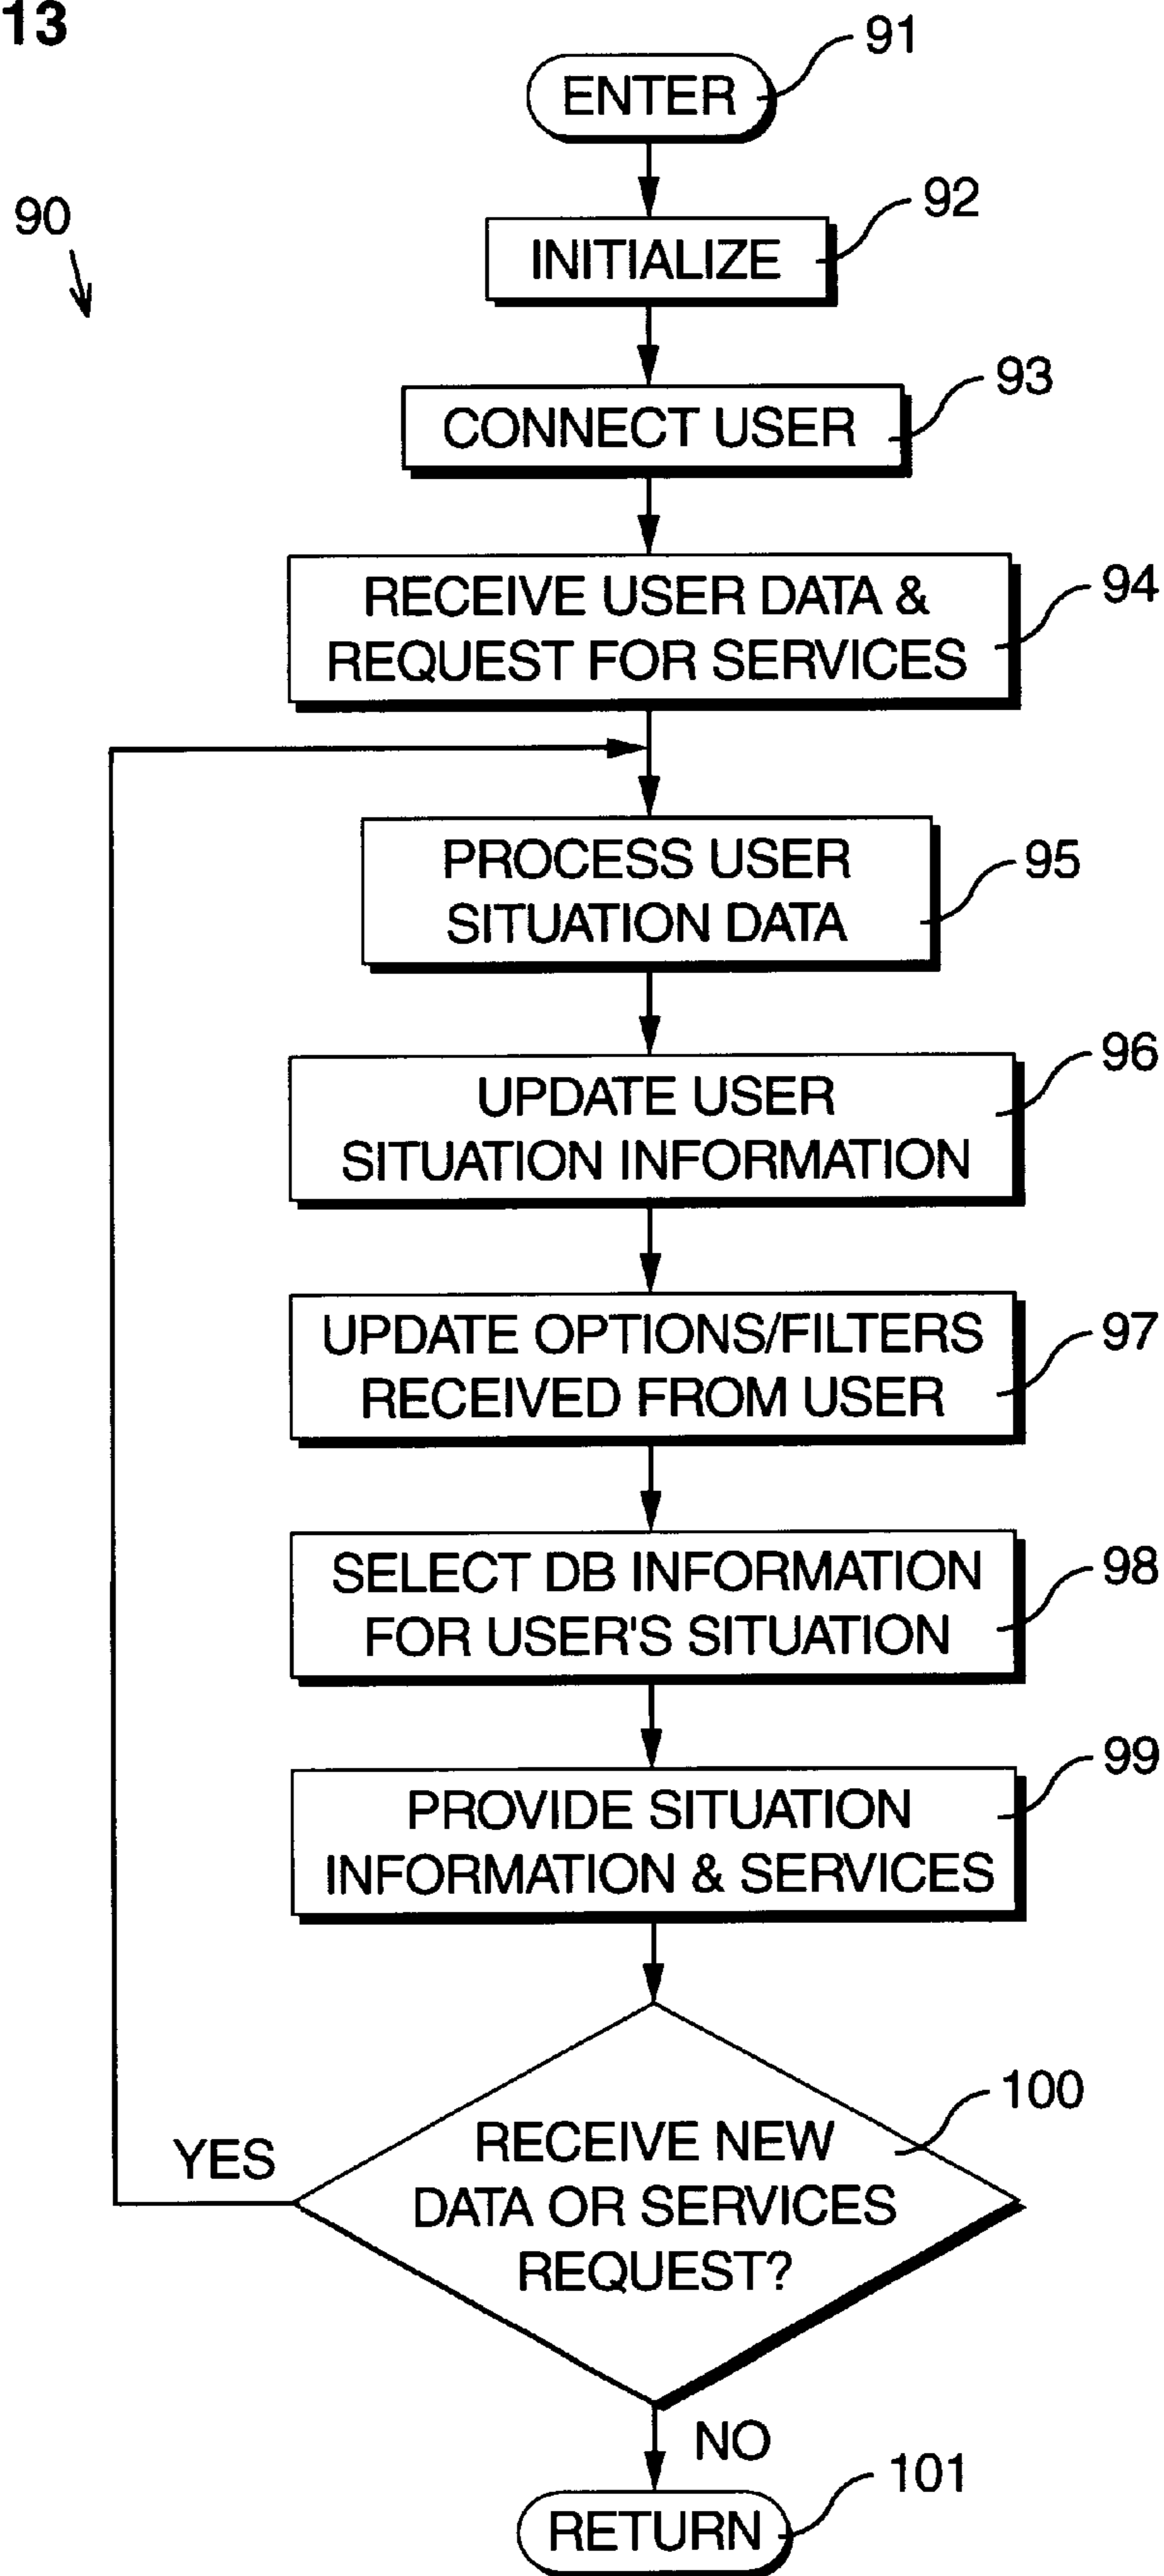 13
91
ENTER
90
92
INITIALIZE
93
CONNECT USER
94
RECEIVE USER DATA &
REQUEST FOR SERVICES
95
PROCESS USER
SITUATION DATA
96
UPDATE USER
SITUATION INFORMATION
97
UPDATE OPTIONS/FILTERS
RECEIVED FROM USER
98
SELECT DB INFORMATION
FOR USER'S SITUATION
99
PROVIDE SITUATION
INFORMATION & SERVICES
100
YES
RECEIVE NEW
DATA OR SERVICES
REQUEST?
NO
101
RETURN